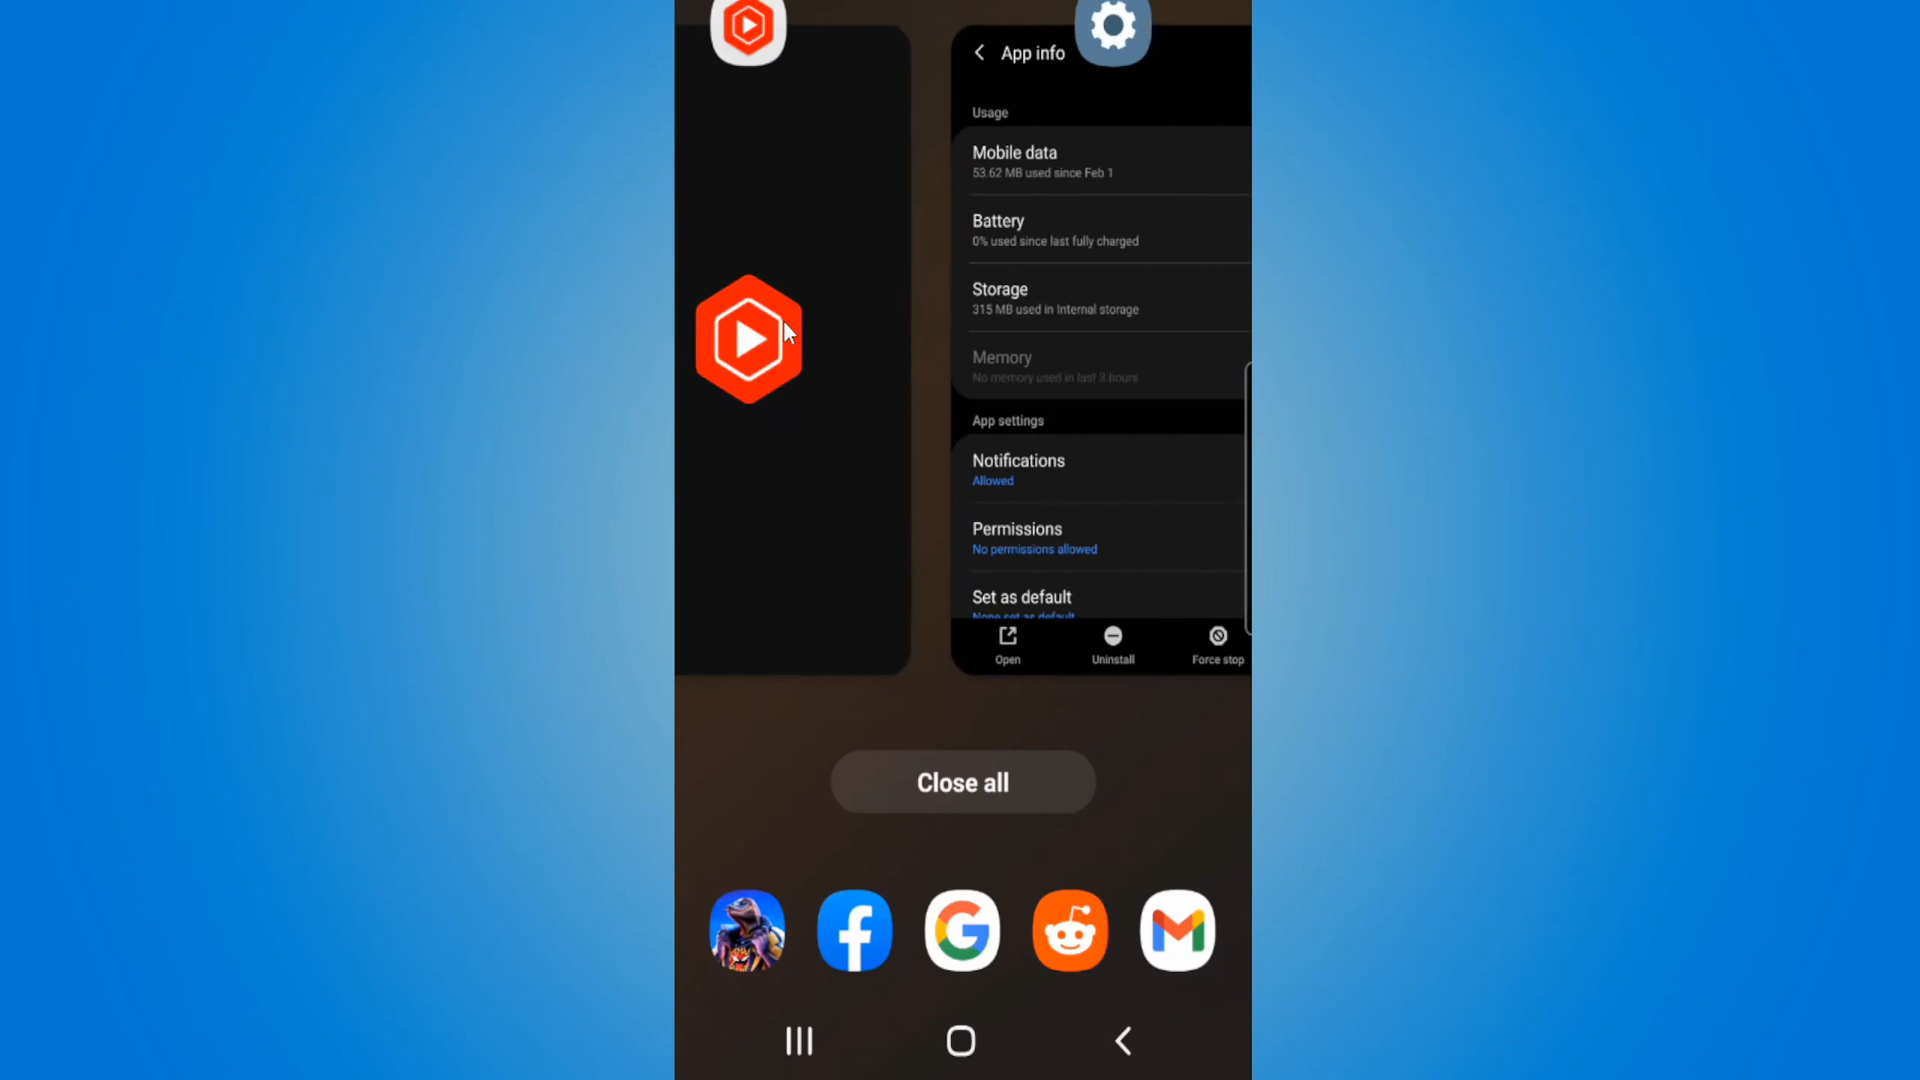 App info
Usage
Mobile data
53.62 MB used since Feb 1
Battery
0% used since last fully charged
Storage
315 MB used in Internal storage
Memory
No memory used in last 3 hours
App settings
Notifications
Allowed
Permissions
No permissions allowed
Set as default
None set as default
Open
Uninstall
Force stop
Close all